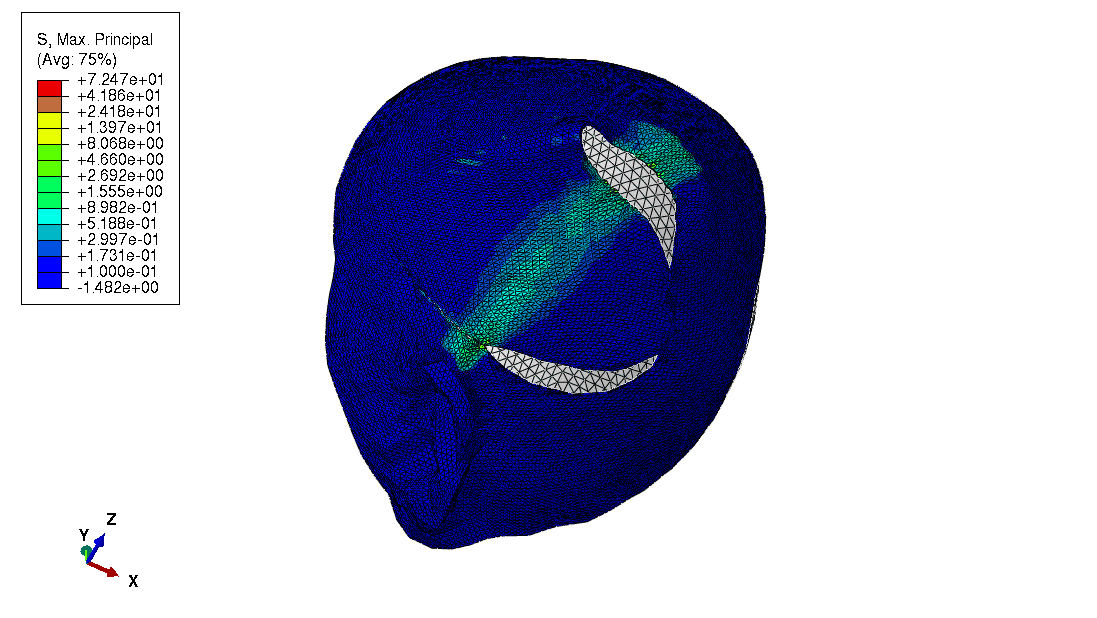 S, Max. Principal
(Avg: 75%)
+7.247e+01
+4.186e+01
+2.418e+01
+1.397e+01
+8.068e+00
+4.660e+00
+2.692e+00
+1.555e+00
+8.982e-01
+5.188e-01
+2.997e-01
+1.731e-01
+1.000e-01
-1.482e+00
Z
Y
X